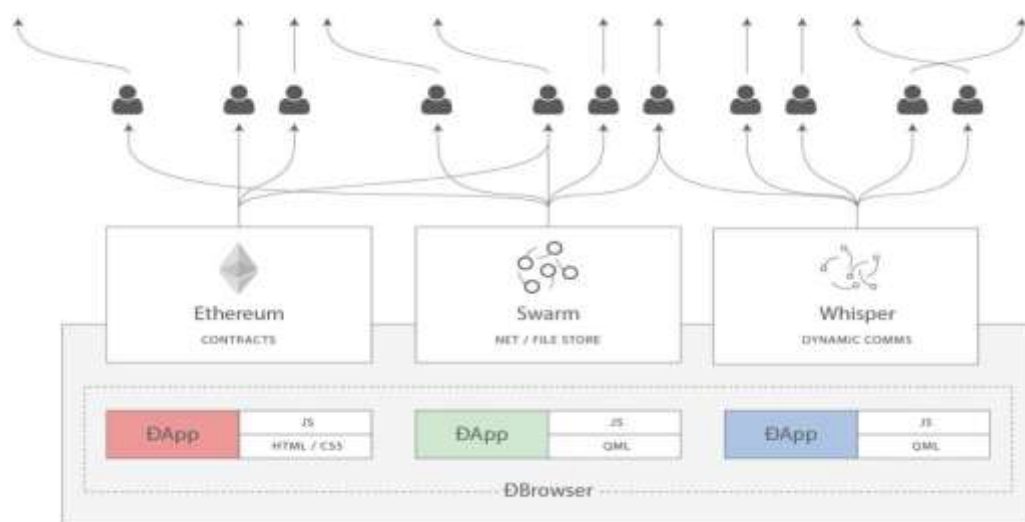 Ethereum
CONTRACTS
Swarm
NET / FILE STORE
Whisper
DYNAMIC COMMS
ĐApp
JS
HTML / CSS
ĐApp
JS
QML
ĐApp
JS
QML
ĐBrowser